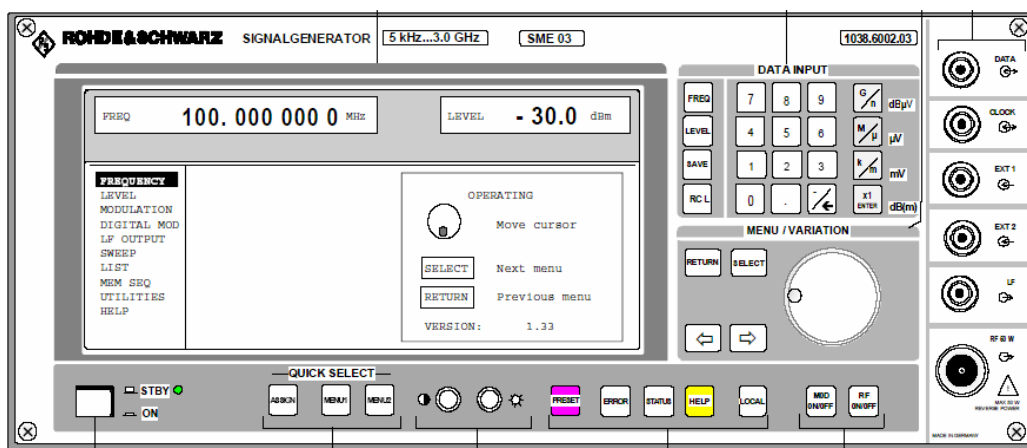 ROHDE&SCHWARZ SIGNALGENERATOR 5 kHz...3.0 GHz SME 03 1038.6002.03
FREQ 100. 000 000 0 MHz LEVEL - 30.0 dBm
FREQUENCY
LEVEL
MODULATION
DIGITAL MOD
LF OUTPUT
SWEEP
LIST
MEM SEQ
UTILITIES
HELP
OPERATING
Move cursor
SELECT Next menu
RETURN Previous menu
VERSION: 1.33
DATA INPUT
FREQ 7 8 9 G/n dBµV
LEVEL 4 5 6 M/µ µV
SAVE 1 2 3 k/m mV
RCL 0 . -/← x1 ENTER dB(m)
MENU / VARIATION
RETURN SELECT
⇦ ⇨
DATA
CLOCK
EXT 1
EXT 2
LF
RF 50 W
MAX 50 W
REVERSE POWER
MADE IN GERMANY
STBY
ON
QUICK SELECT
ASSIGN MENU1 MENU2
PRESET ERROR STATUS HELP LOCAL
MOD ON/OFF RF ON/OFF